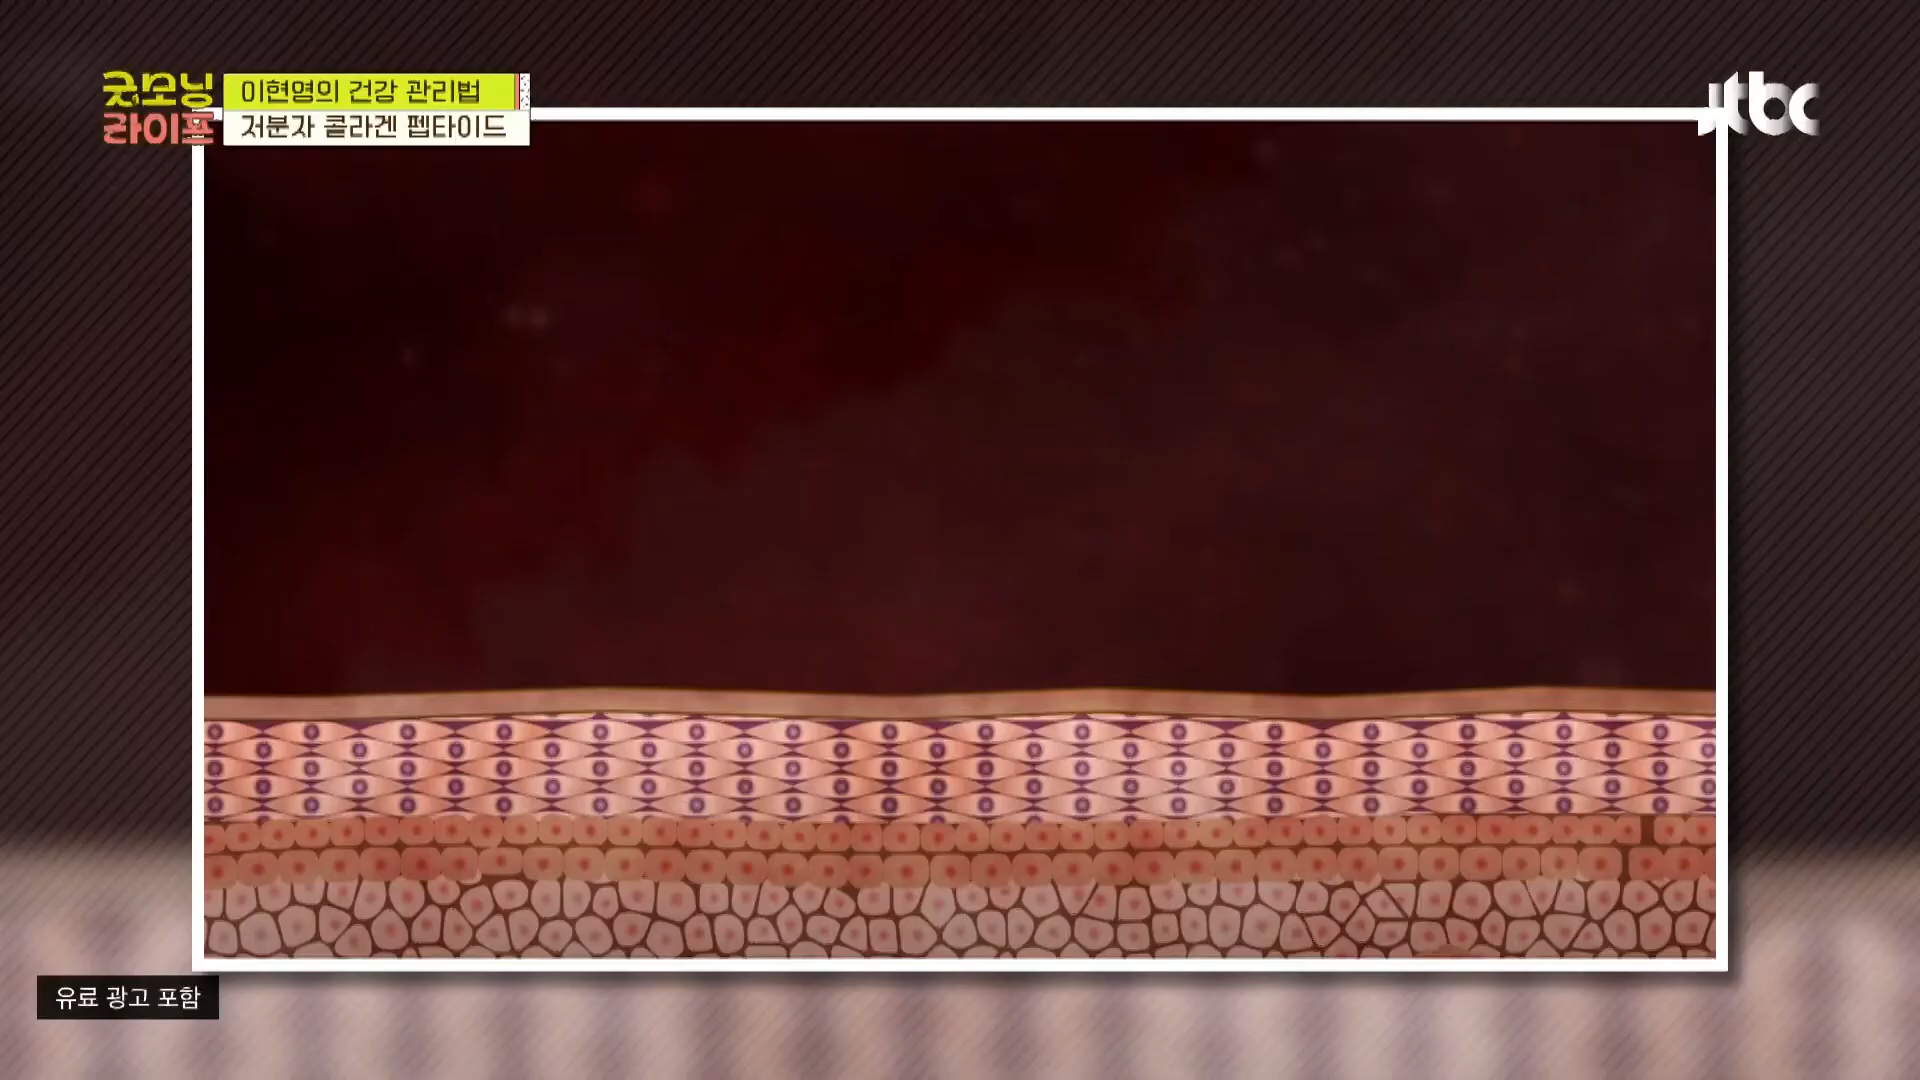 굿모닝
라이프
이현영의 건강 관리법
저분자 콜라겐 펩타이드
jtbc
유료 광고 포함